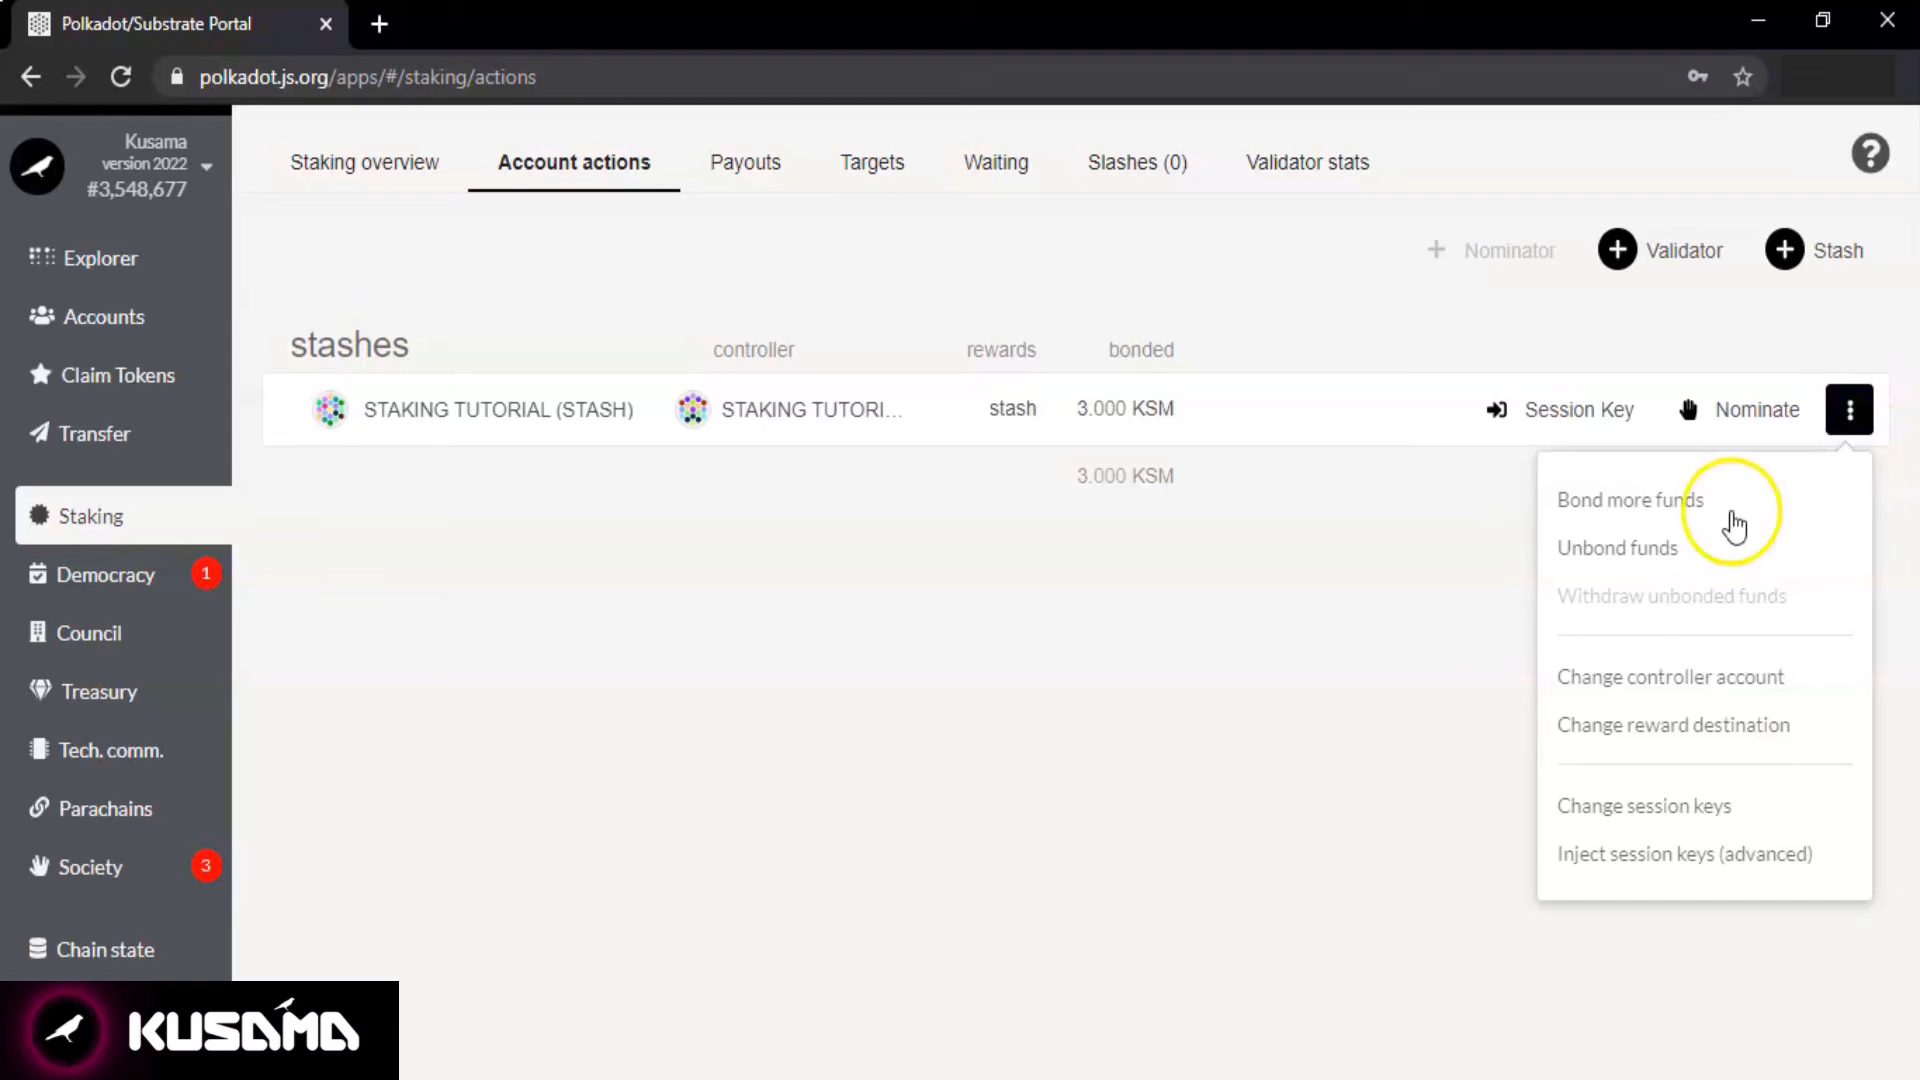 Polkadot/Substrate Portal
polkadot.js.org/apps/#/staking/actions
Kusama
version 2022
#3,548,677
Staking overview
Account actions
Payouts
Targets
Waiting
Slashes (0)
Validator stats
Nominator
Validator
Stash
Explorer
Accounts
Claim Tokens
Transfer
Staking
Democracy 1
Council
Treasury
Tech. comm.
Parachains
Society 3
Chain state
stashes controller rewards bonded
STAKING TUTORIAL (STASH) STAKING TUTORI... stash 3.000 KSM Session Key Nominate
3.000 KSM
Bond more funds
Unbond funds
Withdraw unbonded funds
Change controller account
Change reward destination
Change session keys
Inject session keys (advanced)
KUSAMA